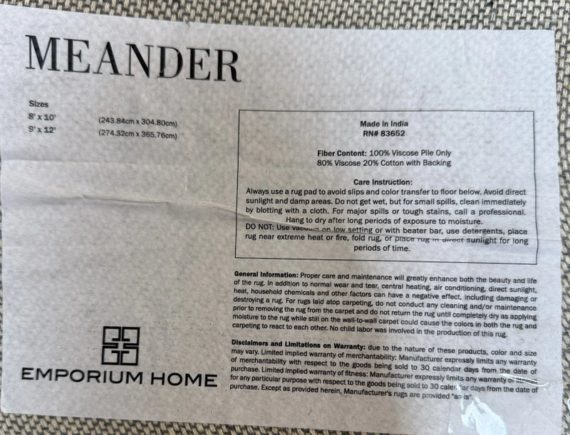 MEANDER
Sizes
8' x 10' (243.84cm x 304.80cm)
9' x 12' (274.32cm x 365.76cm)
Made in India
RN# 83652
Fiber Content: 100% Viscose Pile Only
80% Viscose 20% Cotton with Backing
Care Instruction:
Always use a rug pad to avoid slips and color transfer to floor below. Avoid direct
sunlight and damp areas. Do not get wet, but for small spills, clean immediately
by blotting with a cloth. For major spills or tough stains, call a professional.
Hang to dry after long periods of exposure to moisture.
DO NOT: Use vacuum on low setting or with beater bar, use detergents, place
rug near extreme heat or fire, fold rug, or place rug in direct sunlight for long
periods of time.
General Information: Proper care and maintenance will greatly enhance both the beauty and life
of the rug. In addition to normal wear and tear, central heating, air conditioning, direct sunlight,
heat, household chemicals and other factors can have a negative effect, including damaging or
destroying a rug. For rugs laid atop carpeting, do not conduct any cleaning and/or maintenance
prior to removing the rug from the carpet and do not return the rug until completely dry as applying
moisture to the rug while still on the wall-to-wall carpet could cause the colors in both the rug and
carpeting to react to each other. No child labor was involved in the production of this rug.
Disclaimers and Limitations on Warranty: due to the nature of these products, color and size
may vary. Limited implied warranty of merchantability: Manufacturer expressly limits any warranty
of merchantability with respect to the goods being sold to 30 calendar days from the date of
purchase. Limited implied warranty of fitness: Manufacturer expressly limits any warranty of
for any particular purpose with respect to the goods being sold to 30 calendar days from the date of
purchase. Except as provided herein, Manufacturer's rugs are provided "as is"
EMPORIUM HOME